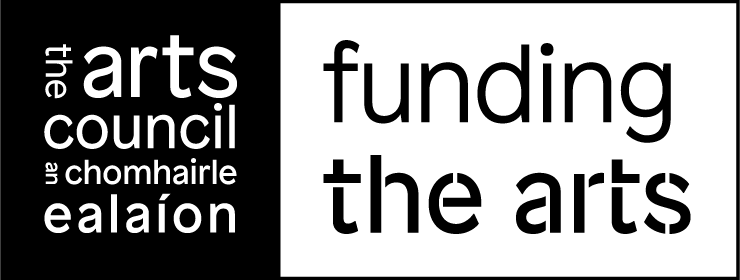 the arts
council
an chomhairle
ealaíon
funding
the arts